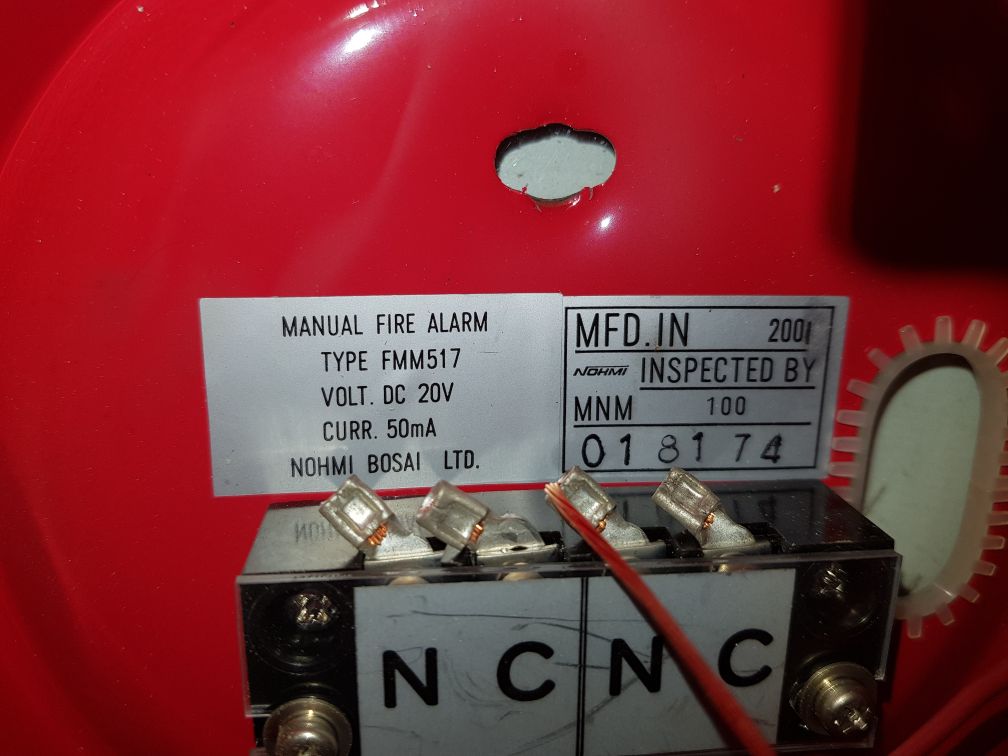 MANUAL FIRE ALARM
TYPE FMM517
VOLT. DC 20V
CURR. 50mA
NOHMI BOSAI LTD.
MFD.IN 2001
NOHMI INSPECTED BY
MNM 100
018174
N C N C